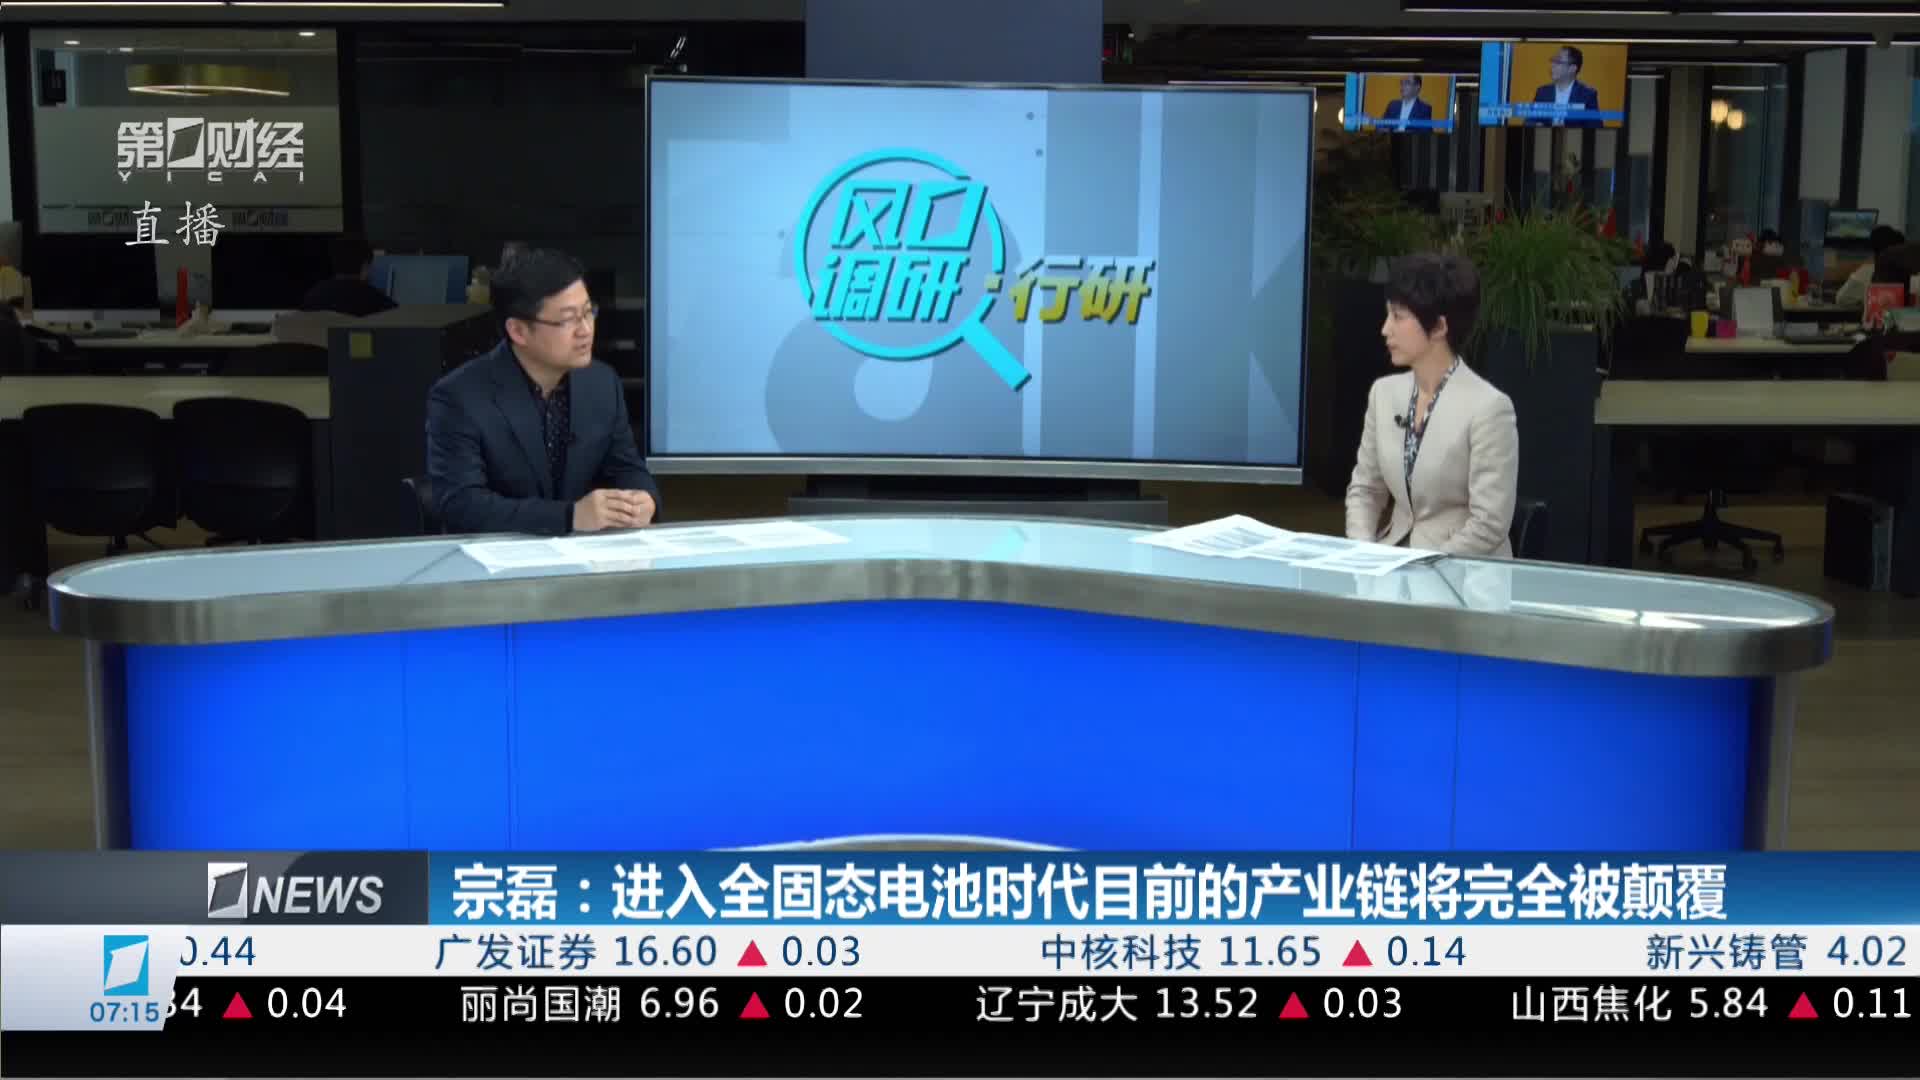 第1财经
YICAI
直播
风口
调研:行研
NEWS
宗磊：进入全固态电池时代目前的产业链将完全被颠覆
0.44 广发证券 16.60 ▲ 0.03 中核科技 11.65 ▲ 0.14 新兴铸管 4.02
07:15
34 ▲ 0.04 丽尚国潮 6.96 ▲ 0.02 辽宁成大 13.52 ▲ 0.03 山西焦化 5.84 ▲ 0.11